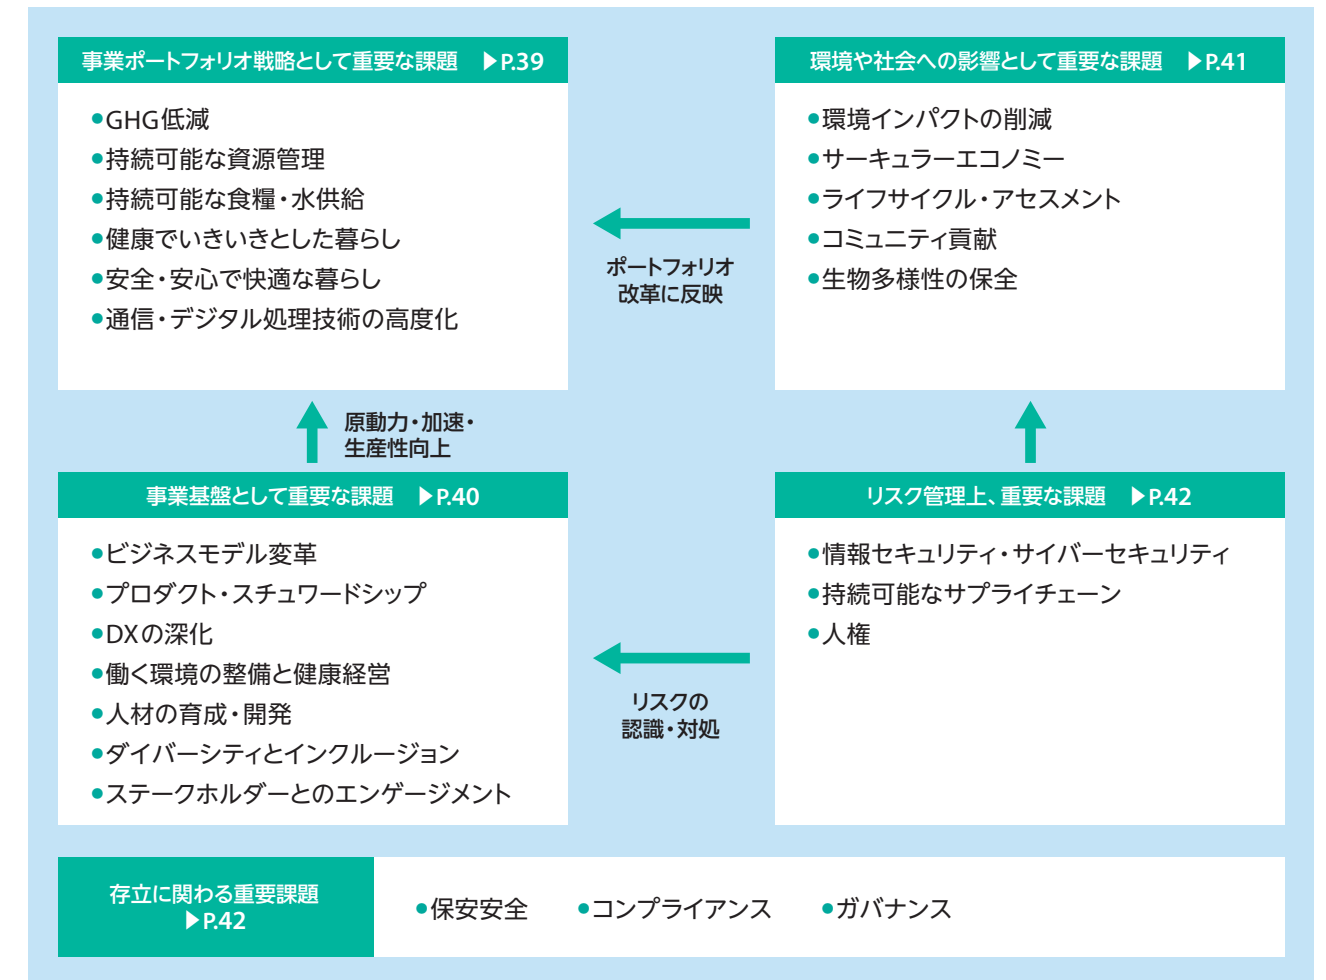 事業ポートフォリオ戦略として重要な課題 ▶P.39
●GHG低減
●持続可能な資源管理
●持続可能な食糧・水供給
●健康でいきいきとした暮らし
●安全・安心で快適な暮らし
●通信・デジタル処理技術の高度化
ポートフォリオ
改革に反映
環境や社会への影響として重要な課題 ▶P.41
●環境インパクトの削減
●サーキュラーエコノミー
●ライフサイクル・アセスメント
●コミュニティ貢献
●生物多様性の保全
原動力・加速・
生産性向上
事業基盤として重要な課題 ▶P.40
●ビジネスモデル変革
●プロダクト・スチュワードシップ
●DXの深化
●働く環境の整備と健康経営
●人材の育成・開発
●ダイバーシティとインクルージョン
●ステークホルダーとのエンゲージメント
リスクの
認識・対処
リスク管理上、重要な課題 ▶P.42
●情報セキュリティ・サイバーセキュリティ
●持続可能なサプライチェーン
●人権
存立に関わる重要課題
▶P.42
●保安安全 ●コンプライアンス ●ガバナンス